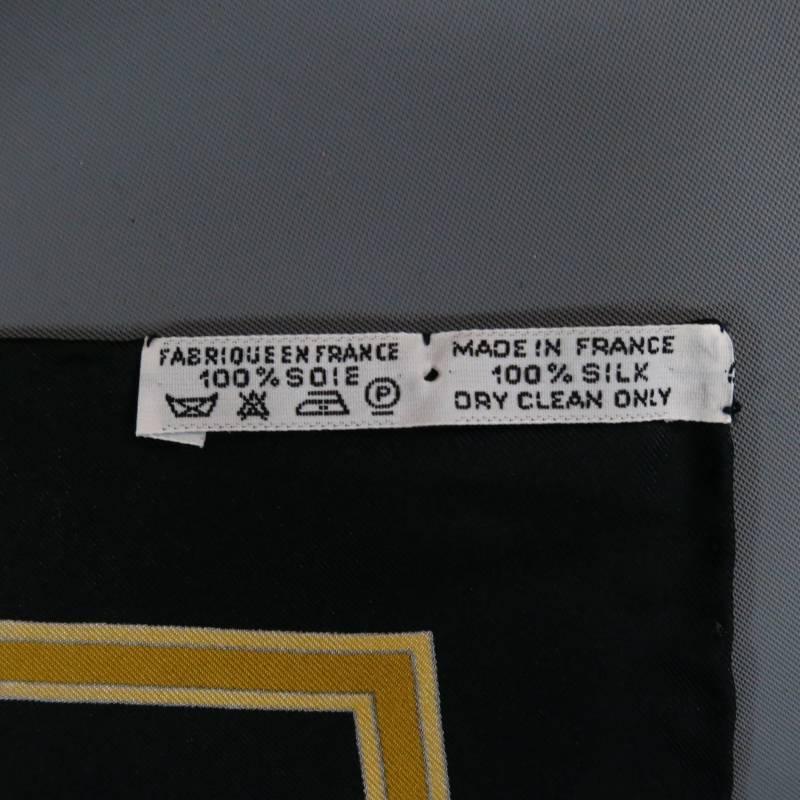 FABRIQUE EN FRANCE
100% SOIE
P
MADE IN FRANCE
100% SILK
DRY CLEAN ONLY